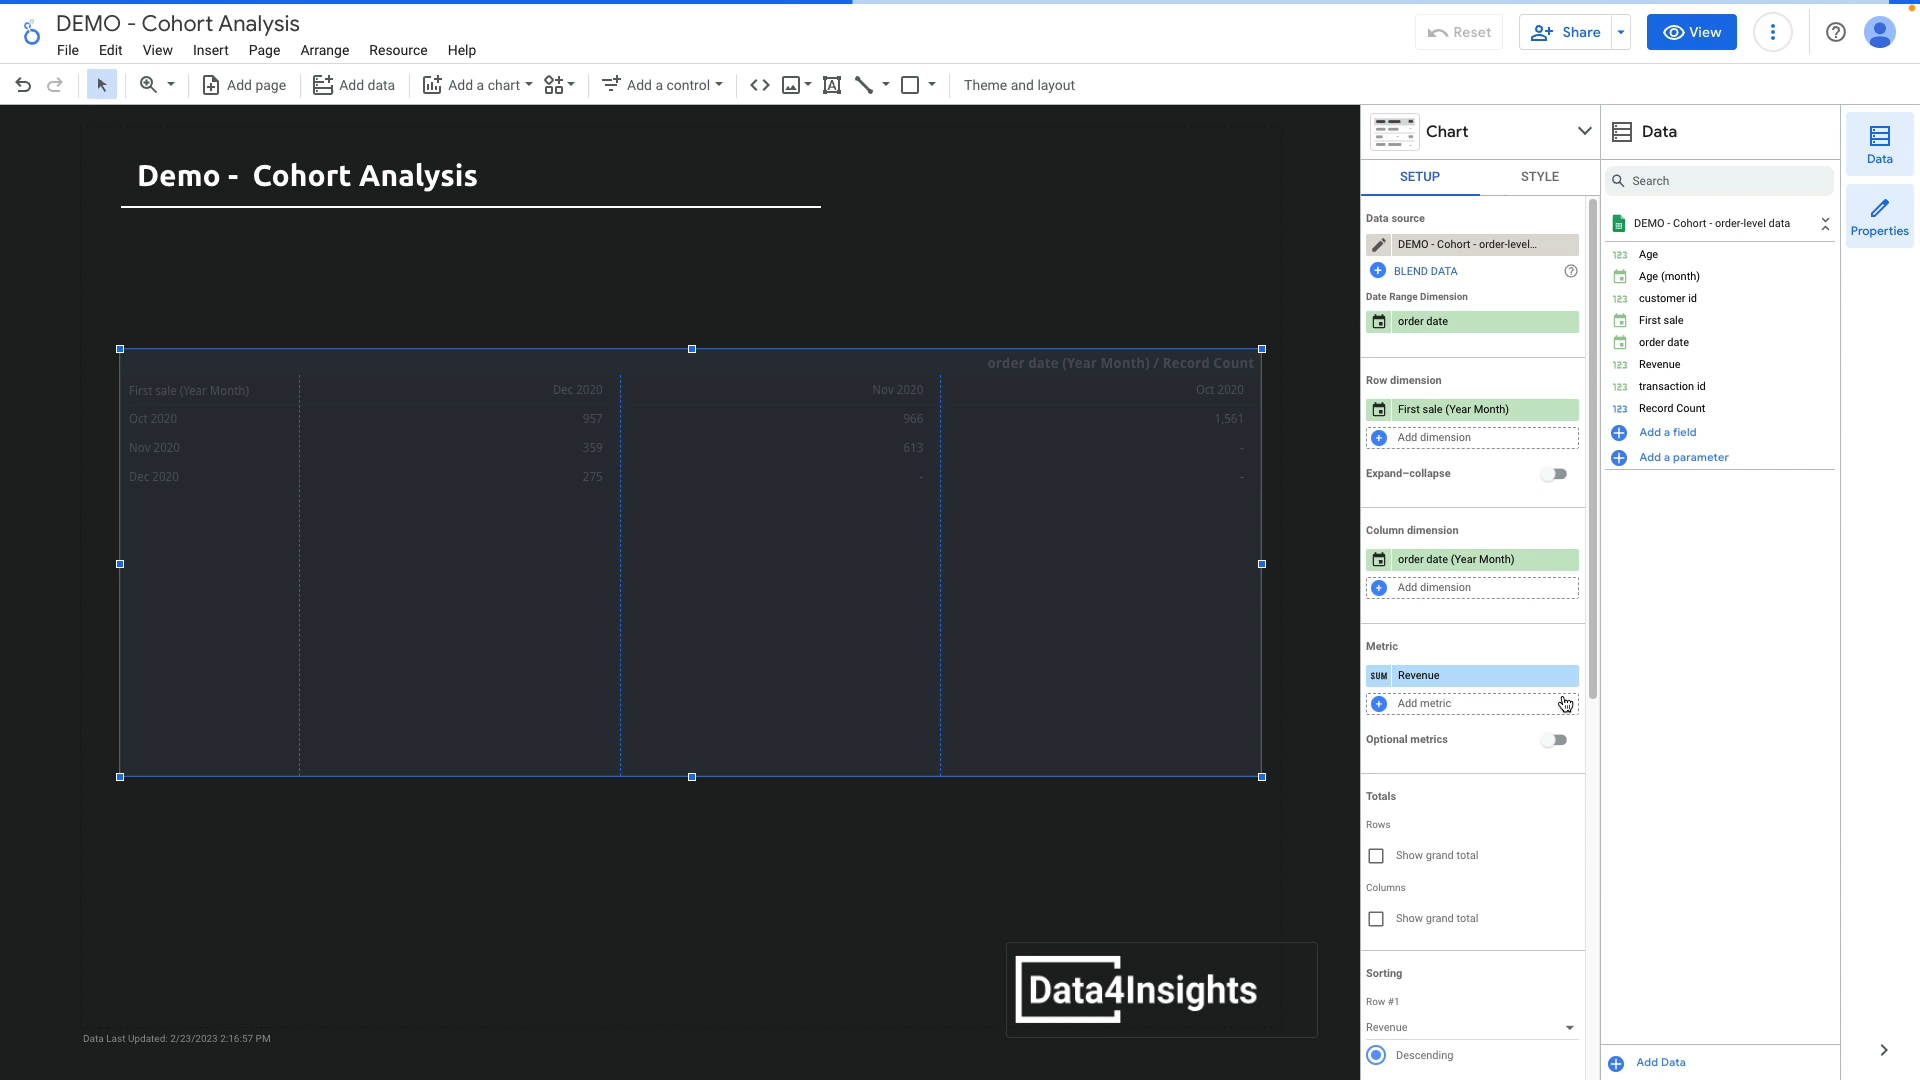 DEMO - Cohort Analysis
File Edit View Insert Page Arrange Resource Help
Reset
Share
View
Add page
Add data
Add a chart
Add a control
Theme and layout
Demo - Cohort Analysis
order date (Year Month) / Record Count
First sale (Year Month) Dec 2020 Nov 2020 Oct 2020
Oct 2020 957 966 1,561
Nov 2020 359 613 -
Dec 2020 275 - -
Data4Insights
Data Last Updated: 2/23/2023 2:16:57 PM
Chart
SETUP STYLE
Data source
DEMO - Cohort - order-level...
BLEND DATA
Date Range Dimension
order date
Row dimension
First sale (Year Month)
Add dimension
Expand–collapse
Column dimension
order date (Year Month)
Add dimension
Metric
SUM Revenue
Add metric
Optional metrics
Totals
Rows
Show grand total
Columns
Show grand total
Sorting
Row #1
Revenue
Descending
Data
Search
DEMO - Cohort - order-level data
123 Age
Age (month)
123 customer id
First sale
order date
123 Revenue
123 transaction id
123 Record Count
Add a field
Add a parameter
Add Data
Data
Properties